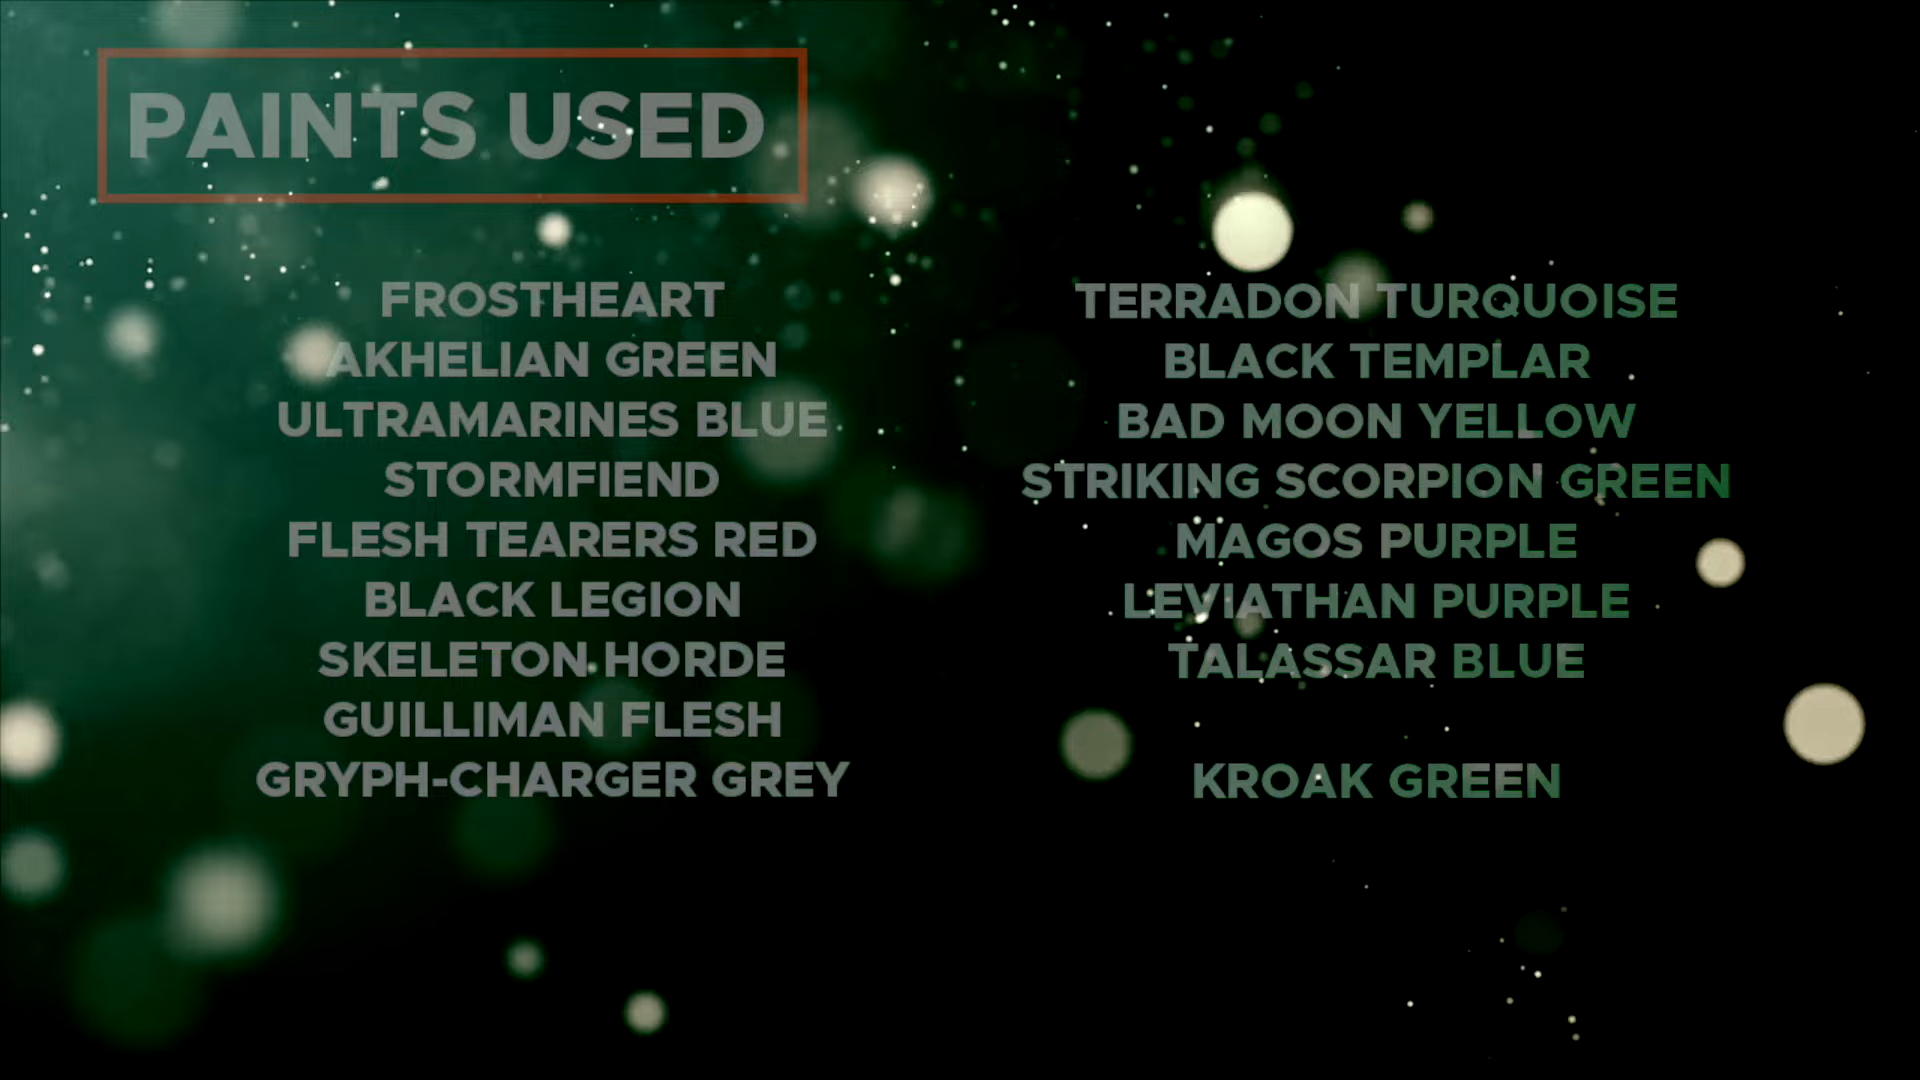 PAINTS USED
FROSTHEART
AKHELIAN GREEN
ULTRAMARINES BLUE
STORMFIEND
FLESH TEARERS RED
BLACK LEGION
SKELETON HORDE
GUILLIMAN FLESH
GRYPH-CHARGER GREY
TERRADON TURQUOISE
BLACK TEMPLAR
BAD MOON YELLOW
STRIKING SCORPION GREEN
MAGOS PURPLE
LEVIATHAN PURPLE
TALASSAR BLUE
KROAK GREEN